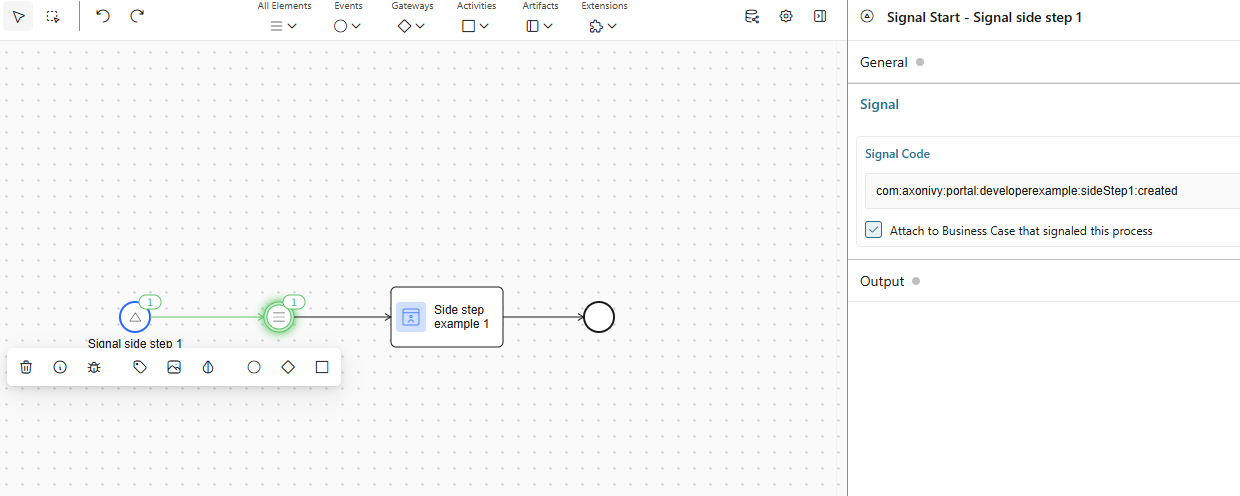 All Elements
Events
Gateways
Activities
Artifacts
Extensions
Signal Start - Signal side step 1
General
Signal
Signal Code
com:axonivy:portal:developerexample:sideStep1:created
Attach to Business Case that signaled this process
Output
1
1
Side step
example 1
Signal side step 1